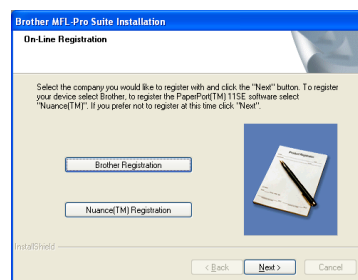 Brother MFL-Pro Suite Installation
On-Line Registration
Select the company you would like to register with and click the "Next" button. To register
your device select Brother, to register the PaperPort(TM) 11SE software select
"Nuance(TM)". If you prefer not to register at this time click "Next".
Brother Registration
Nuance(TM) Registration
InstallShield
< Back Next > Cancel